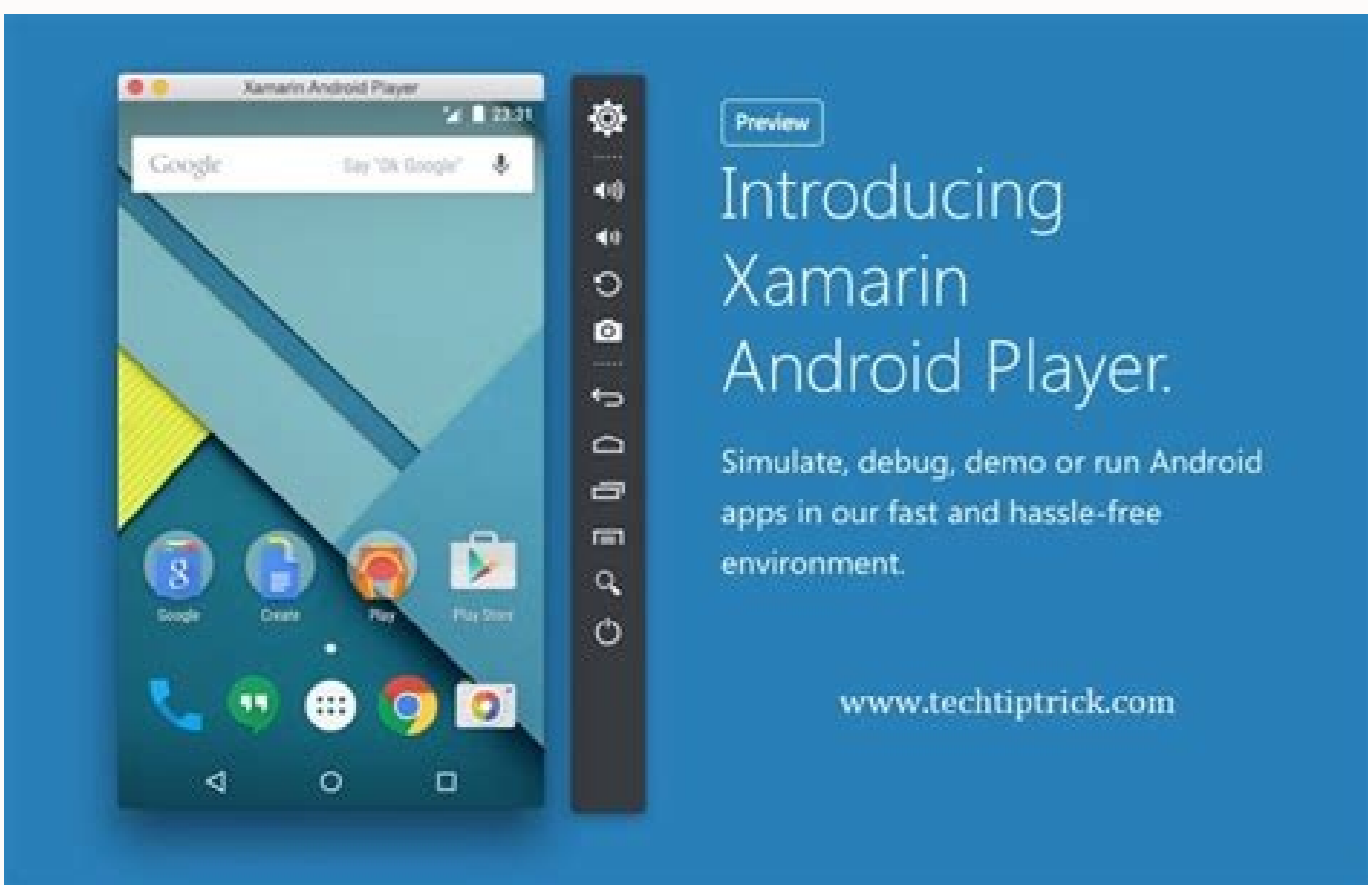 Xamarin Android Player
23:31
Google
Say "Ok Google"
Google
Create
Play
Play Store
Preview
Introducing
Xamarin
Android Player.
Simulate, debug, demo or run Android
apps in our fast and hassle-free
environment.
www.techtiptrick.com